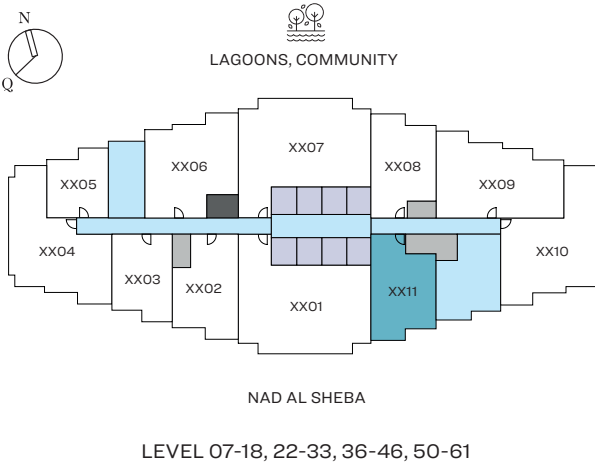 N
Q
LAGOONS, COMMUNITY
XX07
XX06
XX08
XX05
XX09
XX04
XX10
XX03
XX02
XX11
XX01
NAD AL SHEBA
LEVEL 07-18, 22-33, 36-46, 50-61